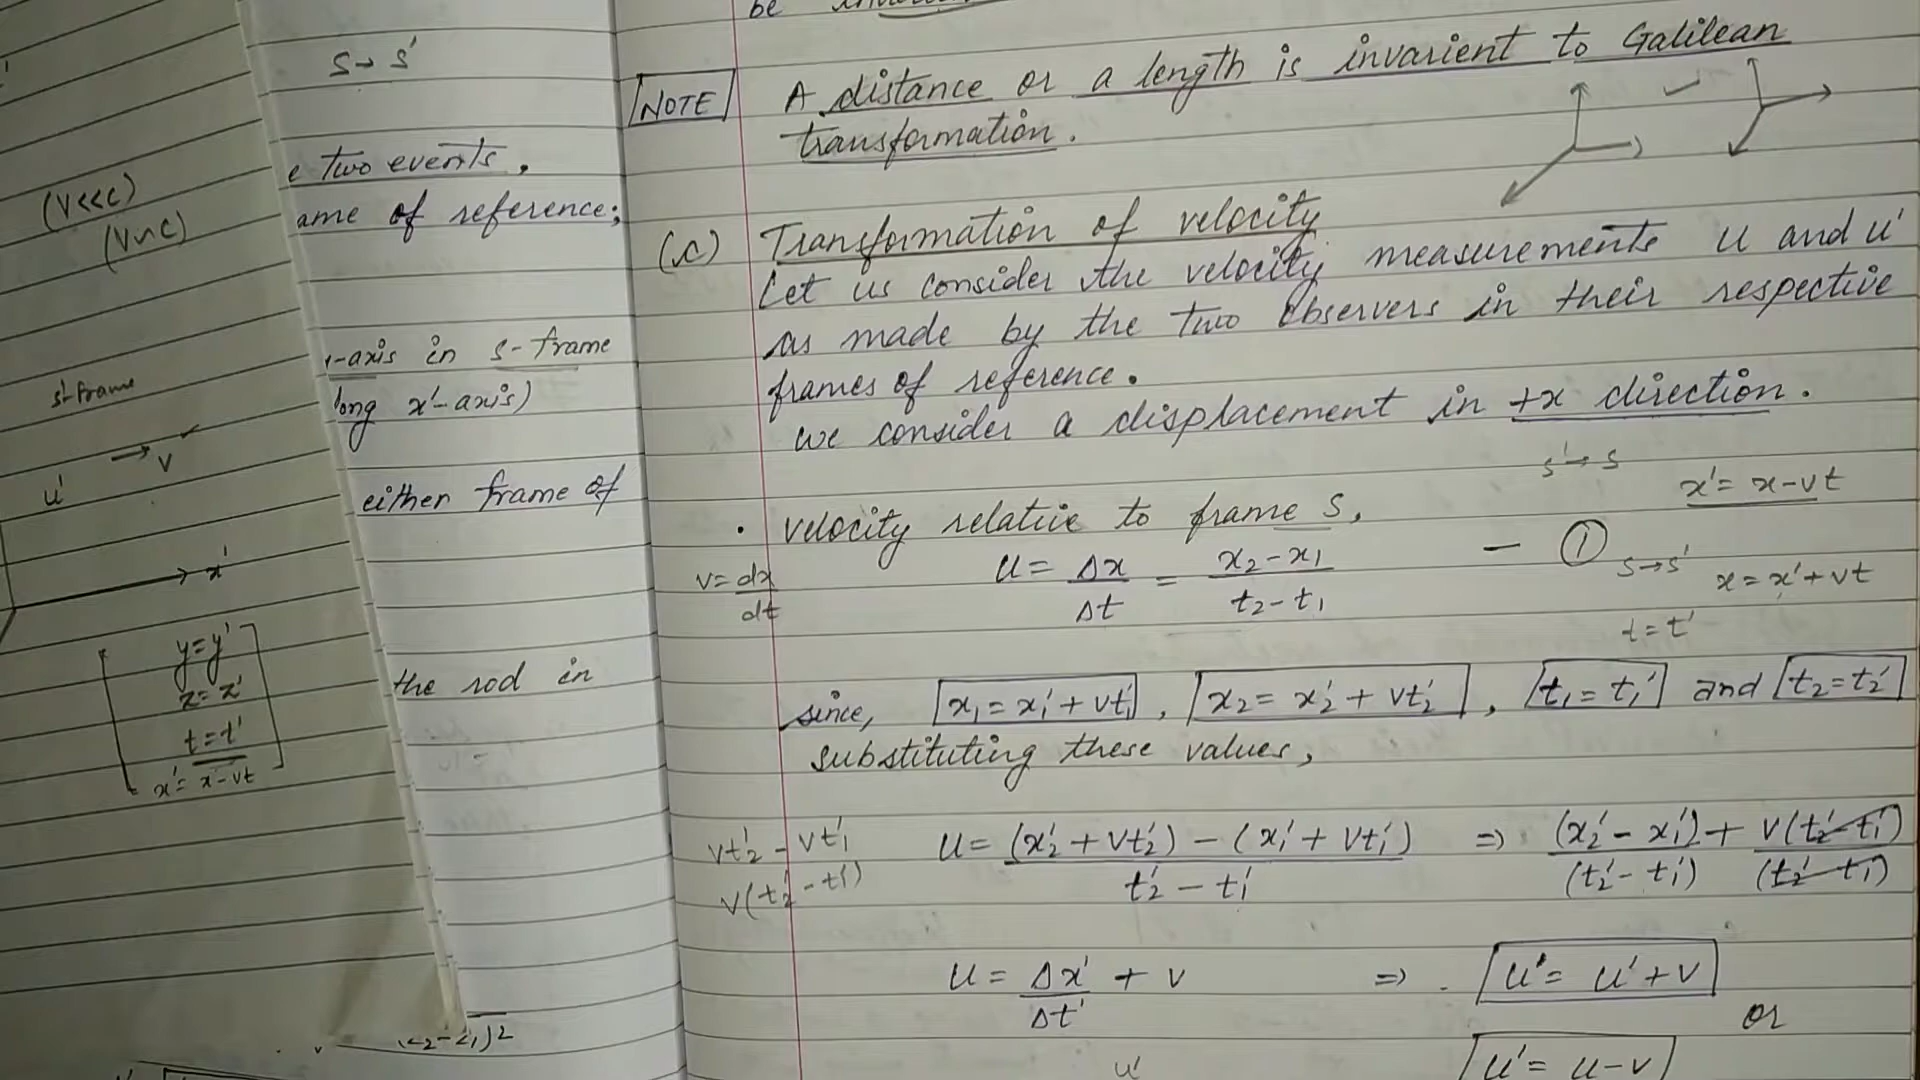 (V<<c)
(V~c)
s' frame
→ v
u'
x'
y=y'
z=z'
t=t'
x'= x-vt
S→ S'
e two events.
ame of reference;
-axis in s-frame
long x'-axis)
either frame of
the rod in
be
NOTE A distance or a length is invarient to Galilean
transformation.
(c) Transformation of velocity
Let us consider the velocity measurements u and u'
as made by the two observers in their respective
frames of reference.
we consider a displacement in +x direction.
s'→ s
x'= x-vt
• velocity relative to frame S,
v= dx/dt
u= Δx/Δt = (x₂-x₁)/(t₂-t₁) — ①
s→s' x= x'+vt
t=t'
since, x₁= x₁'+vt₁', x₂= x₂'+ vt₂', t₁= t₁' and t₂=t₂'
substituting these values,
vt₂' - vt₁'
v(t₂' - t₁')
u= ((x₂'+ vt₂') - (x₁'+ vt₁'))/(t₂' - t₁') => (x₂' - x₁')/(t₂' - t₁') + v(t₂'-t₁')/(t₂'-t₁')
u= Δx'/Δt' + v => u'= u'+v
or
u'
u'= u-v